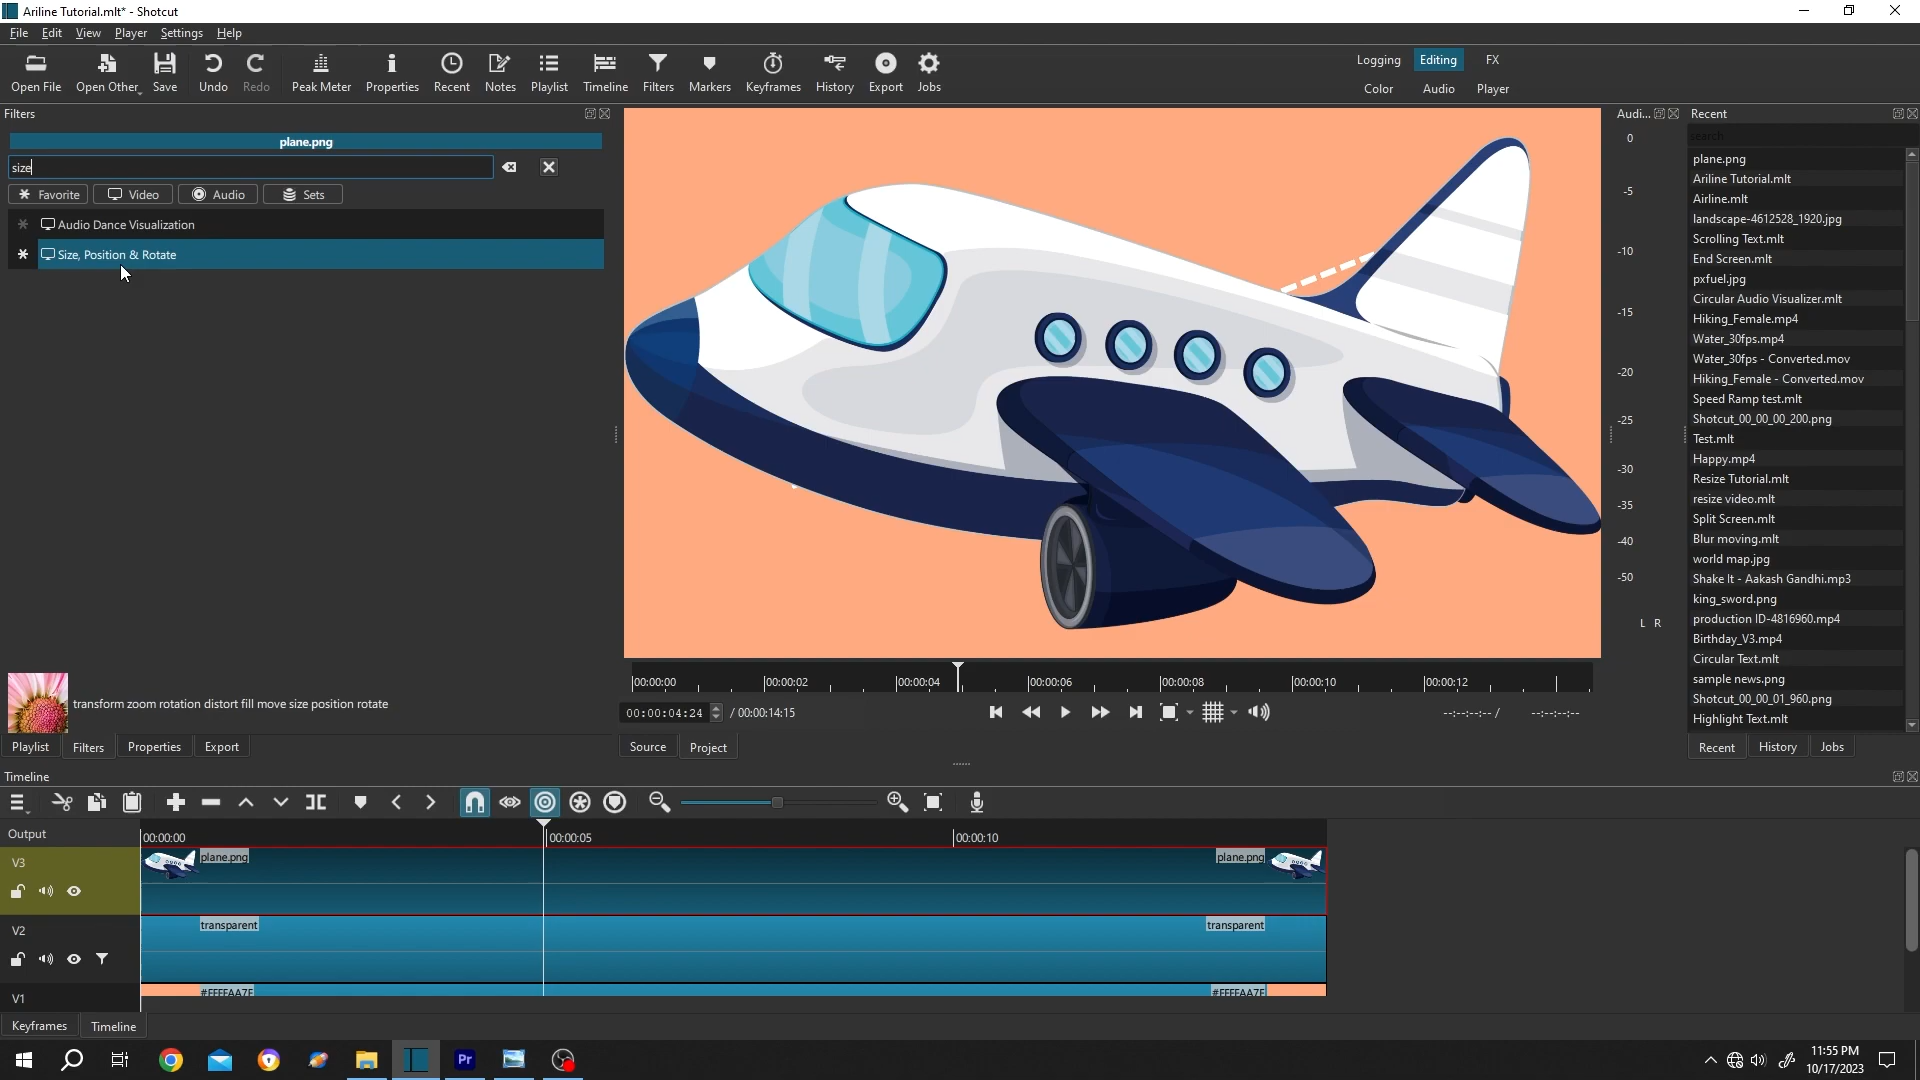 Ariline Tutorial.mlt* - Shotcut
File Edit View Player Settings Help
Open File Open Other Save Undo Redo Peak Meter Properties Recent Notes Playlist Timeline Filters Markers Keyframes History Export Jobs
Logging Editing FX
Color Audio Player
Filters
plane.png
size
Favorite Video Audio Sets
Audio Dance Visualization
Size, Position & Rotate
transform zoom rotation distort fill move size position rotate
Playlist Filters Properties Export
00:00:00 00:00:02 00:00:04 00:00:06 00:00:08 00:00:10 00:00:12
00:00:04:24 / 00:00:14:15 --:--:--:-- / --:--:--:--
Source Project
Audi...
0
-5
-10
-15
-20
-25
-30
-35
-40
-50
L R
Recent
search
plane.png
Ariline Tutorial.mlt
Airline.mlt
landscape-4612528_1920.jpg
Scrolling Text.mlt
End Screen.mlt
pxfuel.jpg
Circular Audio Visualizer.mlt
Hiking_Female.mp4
Water_30fps.mp4
Water_30fps - Converted.mov
Hiking_Female - Converted.mov
Speed Ramp test.mlt
Shotcut_00_00_00_200.png
Test.mlt
Happy.mp4
Resize Tutorial.mlt
resize video.mlt
Split Screen.mlt
Blur moving.mlt
world map.jpg
Shake It - Aakash Gandhi.mp3
king_sword.png
production ID-4816960.mp4
Birthday_V3.mp4
Circular Text.mlt
sample news.png
Shotcut_00_00_01_960.png
Highlight Text.mlt
Recent History Jobs
Timeline
Output
00:00:00 00:00:05 00:00:10
V3
plane.png plane.png
V2
transparent transparent
V1
#FFFFAA7F #FFFFAA7F
Keyframes Timeline
Pr
11:55 PM
10/17/2023